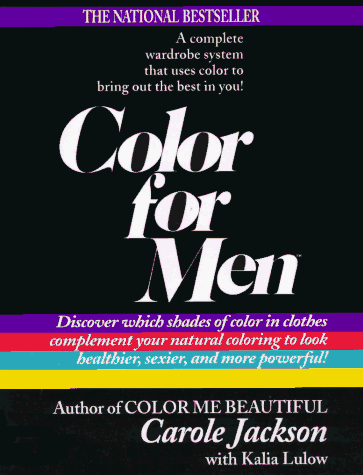 THE NATIONAL BESTSELLER
A complete
wardrobe system
that uses color to
bring out the best in you!
Color
for
Men™
Discover which shades of color in clothes
complement your natural coloring to look
healthier, sexier, and more powerful!
Author of COLOR ME BEAUTIFUL
Carole Jackson
with Kalia Lulow